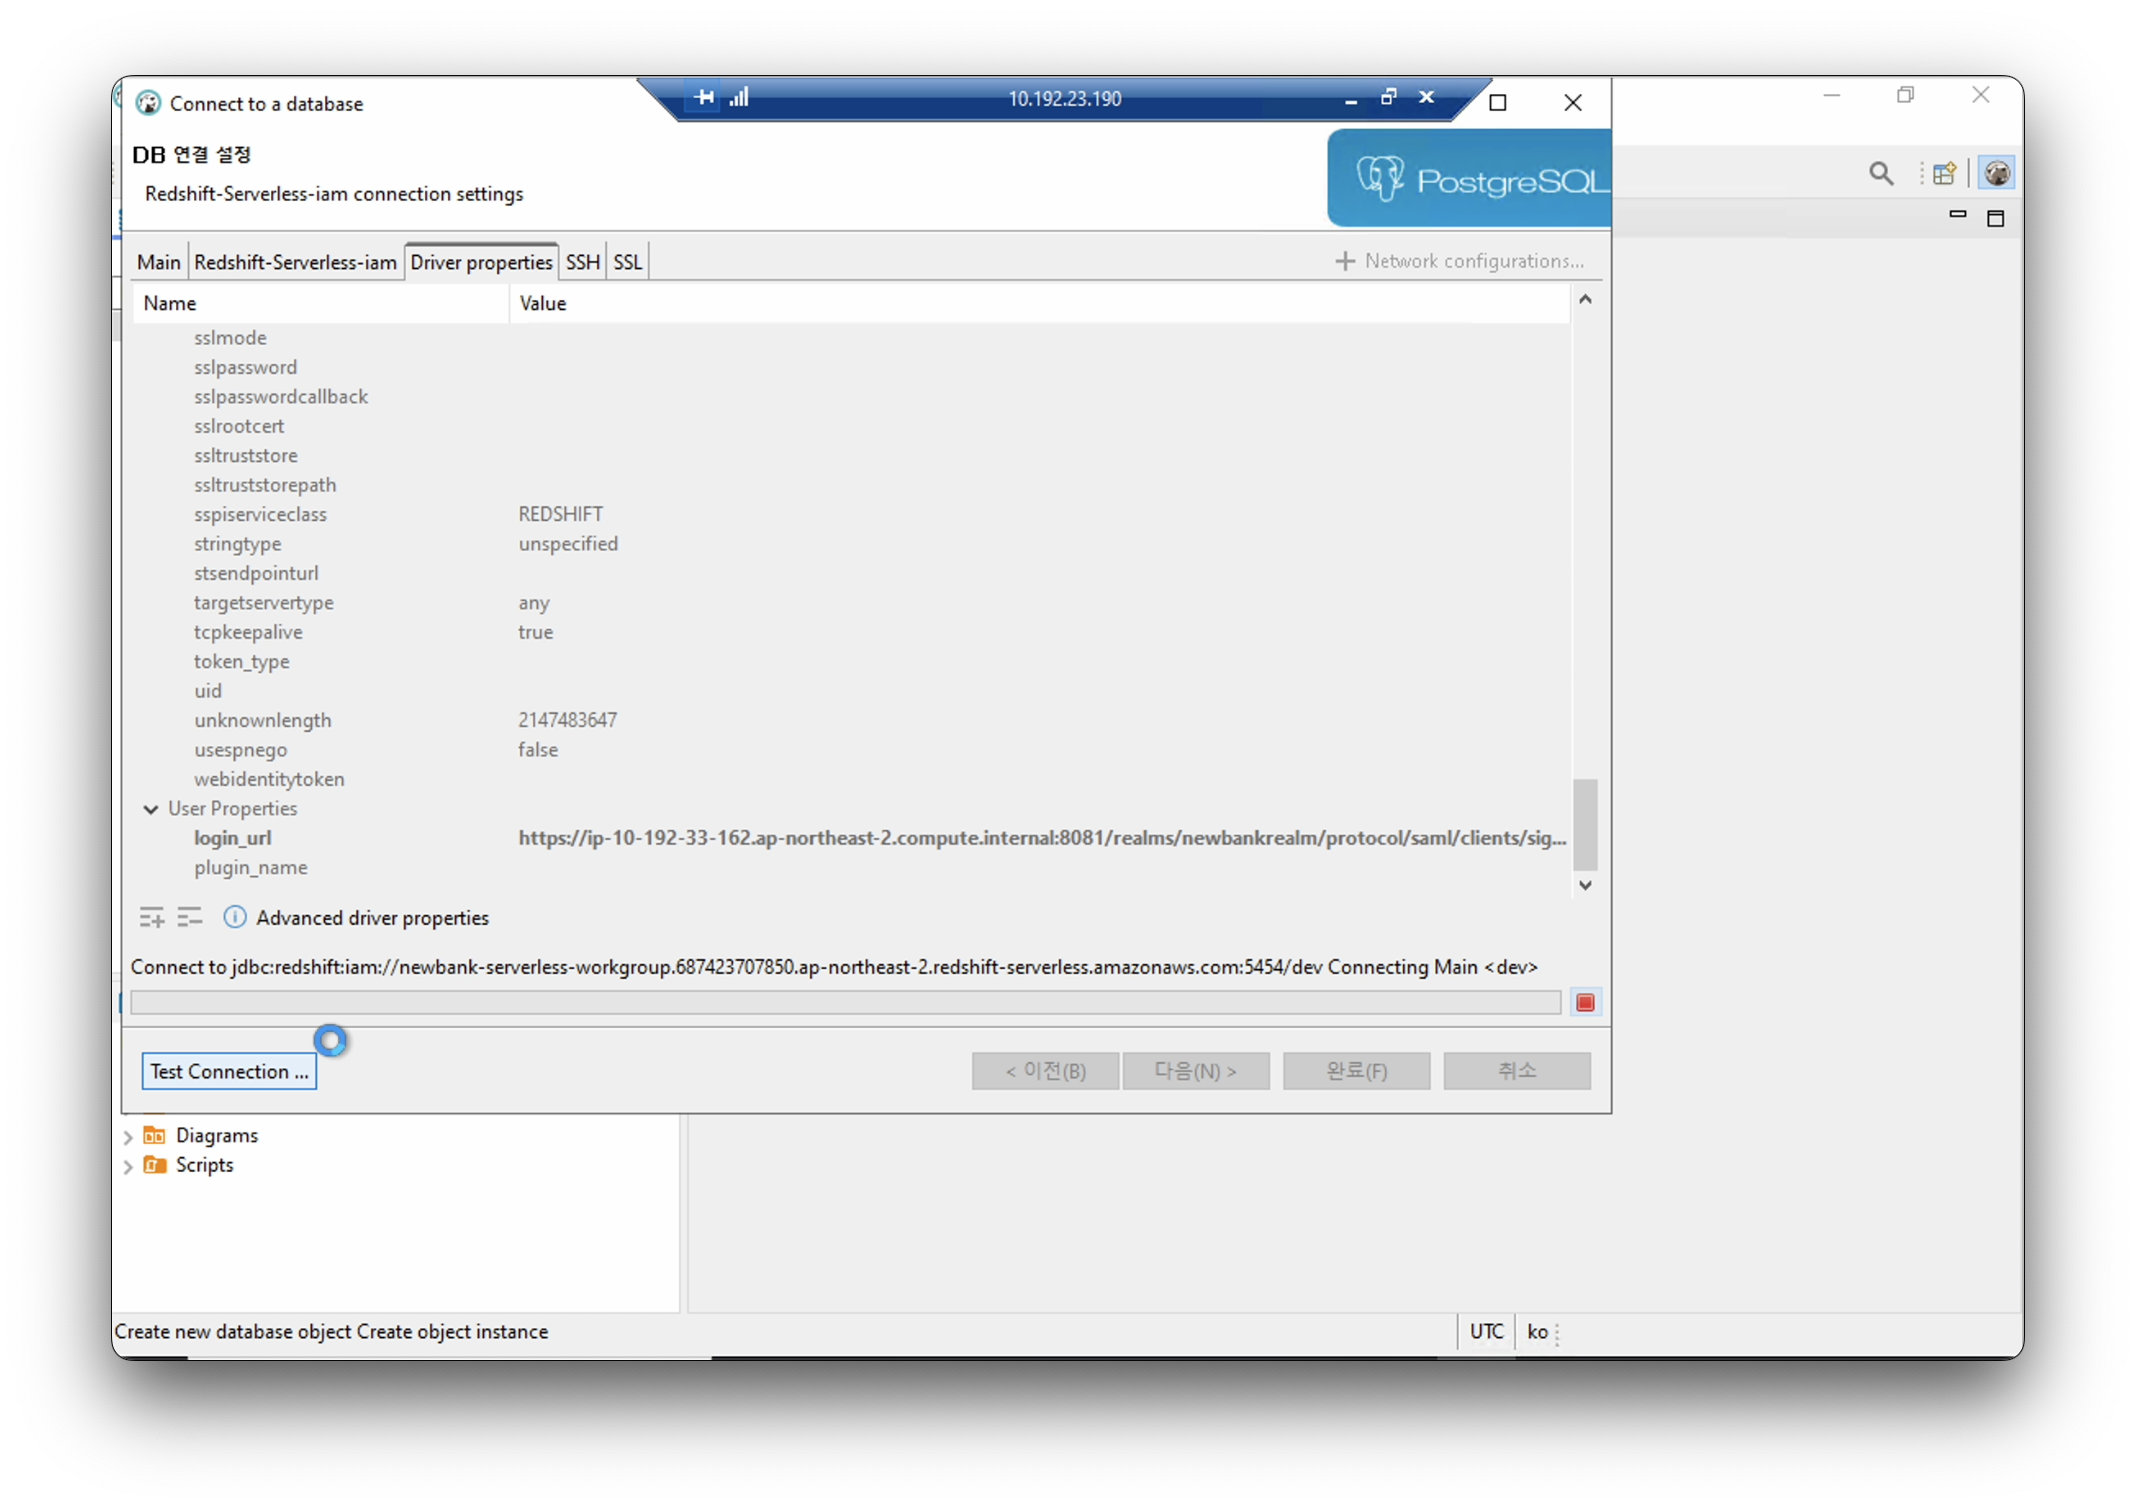 Connect to a database
10.192.23.190
DB 연결 설정
Redshift-Serverless-iam connection settings
PostgreSQL
Main
Redshift-Serverless-iam
Driver properties
SSH
SSL
Network configurations...
Name Value
sslmode
sslpassword
sslpasswordcallback
sslrootcert
ssltruststore
ssltruststorepath
sspiserviceclass REDSHIFT
stringtype unspecified
stsendpointurl
targetservertype any
tcpkeepalive true
token_type
uid
unknownlength 2147483647
usespnego false
webidentitytoken
User Properties
login_url https://ip-10-192-33-162.ap-northeast-2.compute.internal:8081/realms/newbankrealm/protocol/saml/clients/sig...
plugin_name
Advanced driver properties
Connect to jdbc:redshift:iam://newbank-serverless-workgroup.687423707850.ap-northeast-2.redshift-serverless.amazonaws.com:5454/dev Connecting Main <dev>
Test Connection ...
< 이전(B)
다음(N) >
완료(F)
취소
Diagrams
Scripts
Create new database object Create object instance
UTC
ko